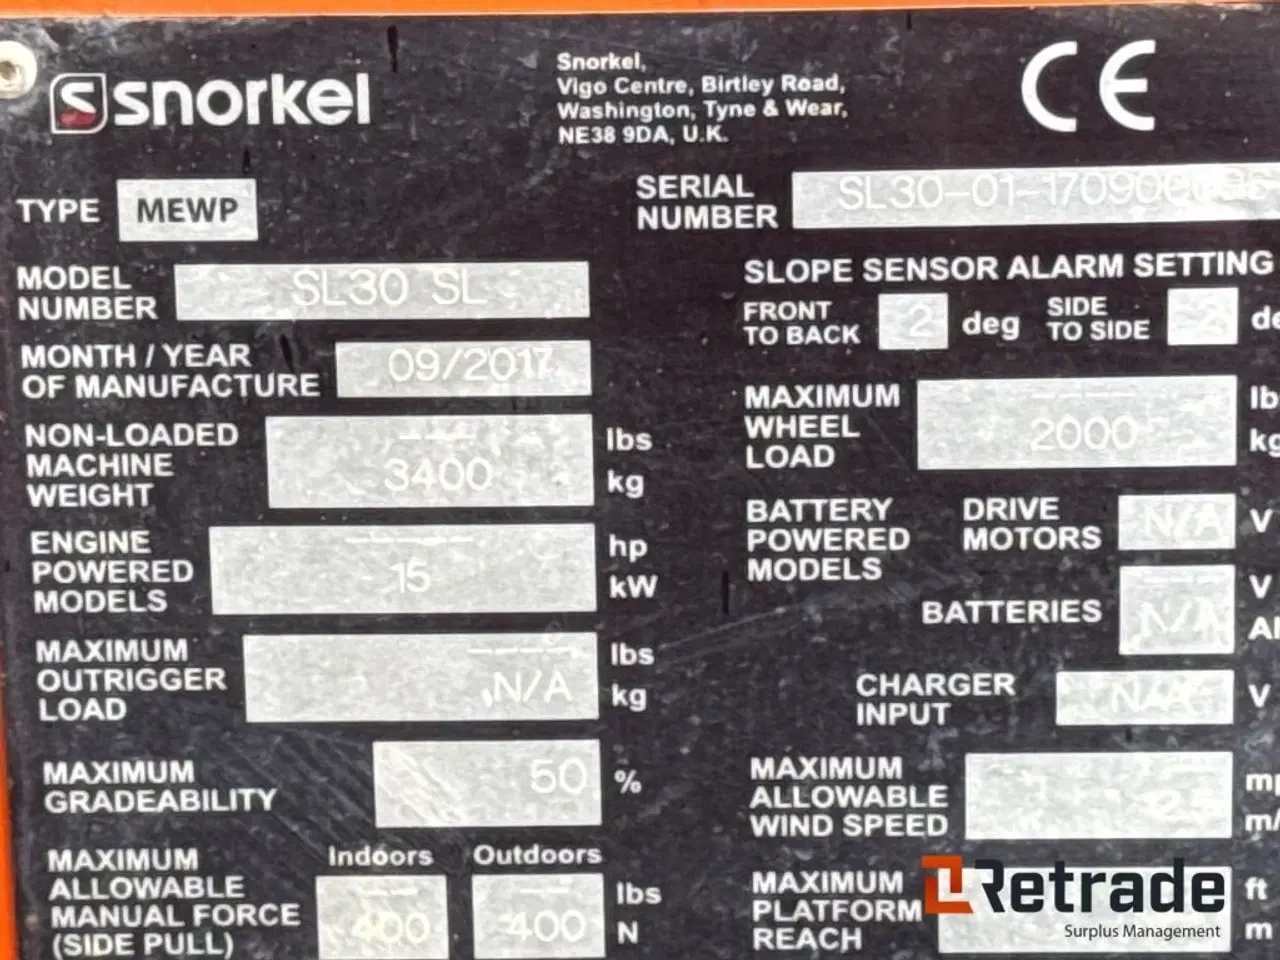 snorkel
Snorkel,
Vigo Centre, Birtley Road,
Washington, Tyne & Wear,
NE38 9DA, U.K.
CE
TYPE MEWP
SERIAL
NUMBER
MODEL
NUMBER SL30 SL
SLOPE SENSOR ALARM SETTING
FRONT
TO BACK 2 deg
SIDE
TO SIDE 2
MONTH / YEAR
OF MANUFACTURE 09/2017
NON-LOADED
MACHINE
WEIGHT
--- lbs
3400 kg
MAXIMUM
WHEEL
LOAD
2000
ENGINE
POWERED
MODELS
hp
15 kW
BATTERY
POWERED
MODELS
DRIVE
MOTORS N/A V
BATTERIES N/A V
MAXIMUM
OUTRIGGER
LOAD
lbs
N/A kg
CHARGER
INPUT N/A V
MAXIMUM
GRADEABILITY 50 %
MAXIMUM
ALLOWABLE
WIND SPEED
MAXIMUM
ALLOWABLE
MANUAL FORCE
(SIDE PULL)
Indoors Outdoors
-- -- lbs
400 400 N
MAXIMUM
PLATFORM
REACH
ft
m
Retrade
Surplus Management